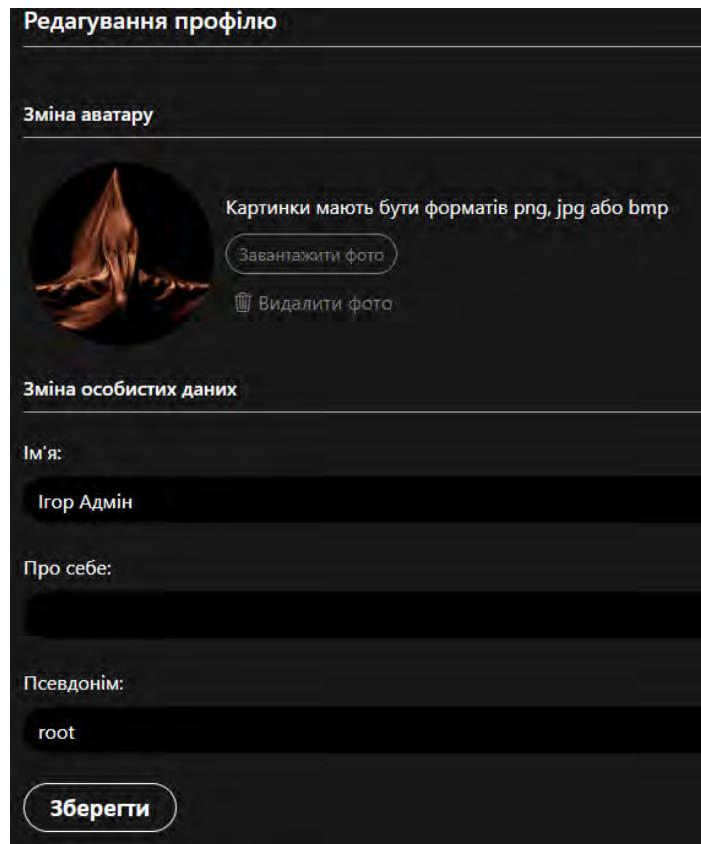 Редагування профілю
Зміна аватару
Картинки мають бути форматів png, jpg або bmp
Завантажити фото
Видалити фото
Зміна особистих даних
Ім'я:
Ігор Адмін
Про себе:
Псевдонім:
root
Зберегти